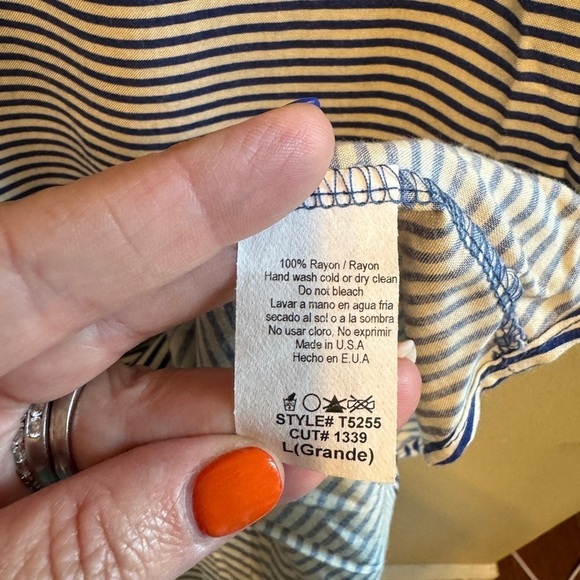 100% Rayon / Rayon
Hand wash cold or dry clean
Do not bleach
Lavar a mano en agua fria
secado al sol o a la sombra
No usar cloro, No exprimir
Made in U.S.A
Hecho en E.U.A
STYLE# T5255
CUT# 1339
L(Grande)